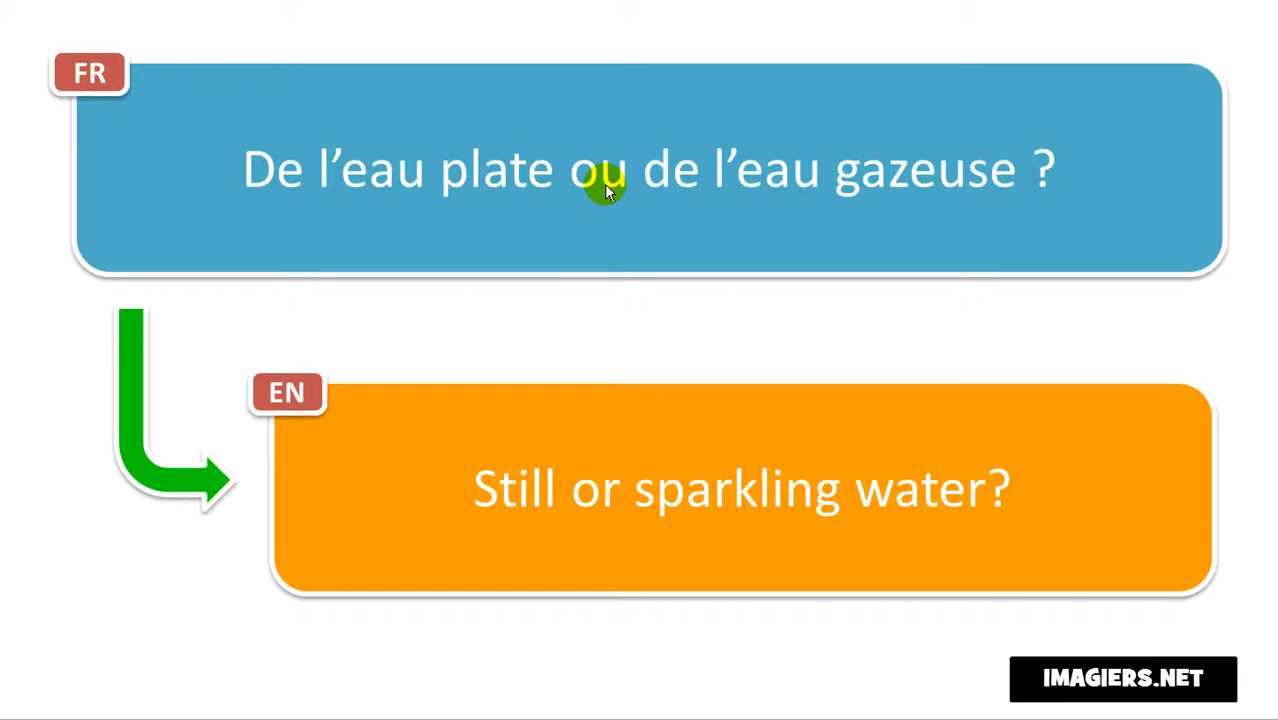 FR
De l’eau plate ou de l’eau gazeuse ?
EN
Still or sparkling water?
IMAGIERS.NET